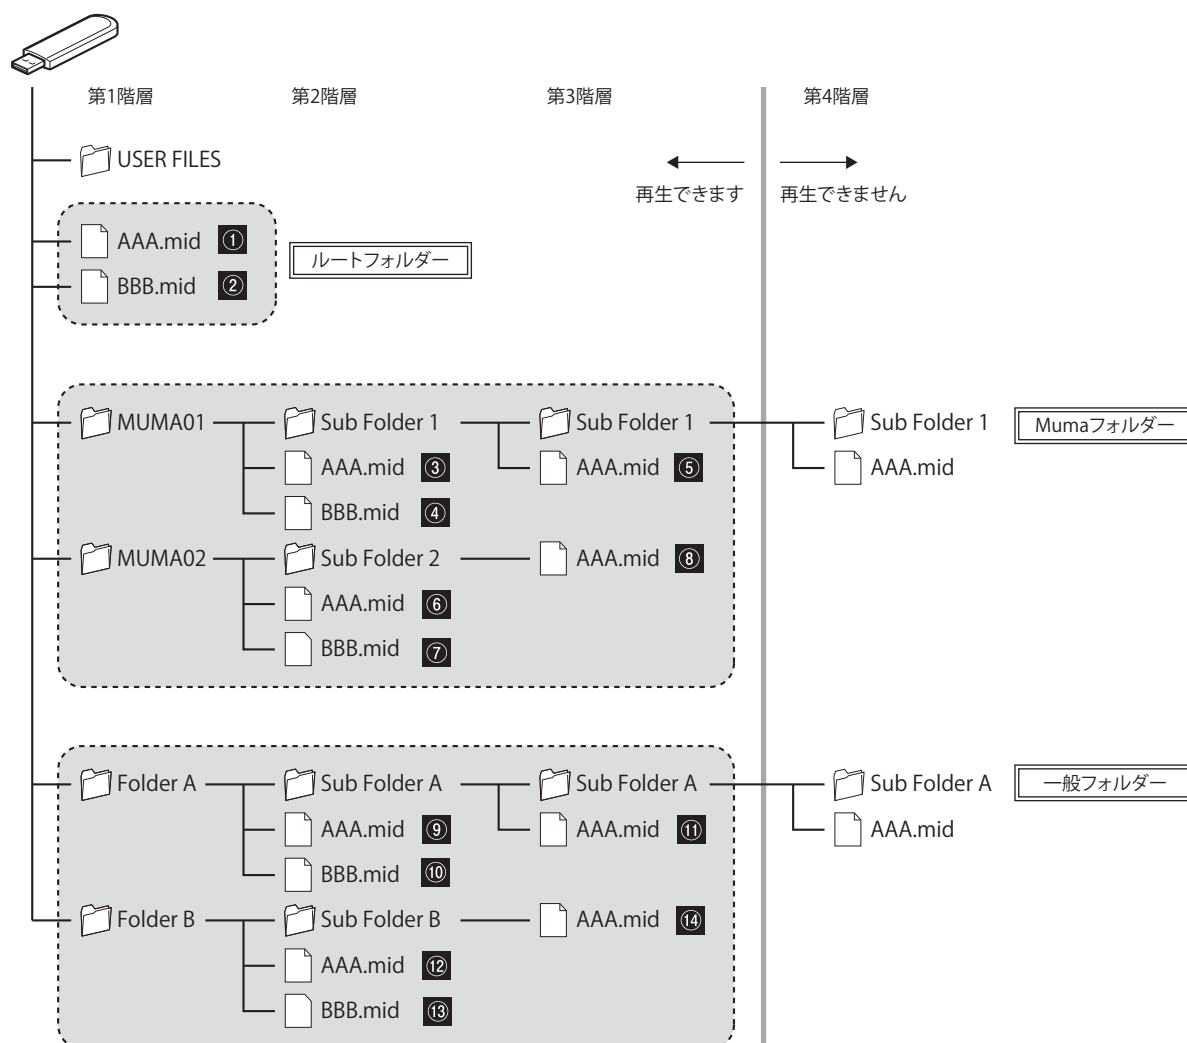 第1階層 第2階層 第3階層 第4階層
USER FILES
再生できます 再生できません
AAA.mid ①
ルートフォルダー
BBB.mid ②
MUMA01 Sub Folder 1 Sub Folder 1 Sub Folder 1 Mumaフォルダー
AAA.mid ③ AAA.mid ⑤ AAA.mid
BBB.mid ④
MUMA02 Sub Folder 2 AAA.mid ⑧
AAA.mid ⑥
BBB.mid ⑦
Folder A Sub Folder A Sub Folder A Sub Folder A 一般フォルダー
AAA.mid ⑨ AAA.mid ⑪ AAA.mid
BBB.mid ⑩
Folder B Sub Folder B AAA.mid ⑭
AAA.mid ⑫
BBB.mid ⑬